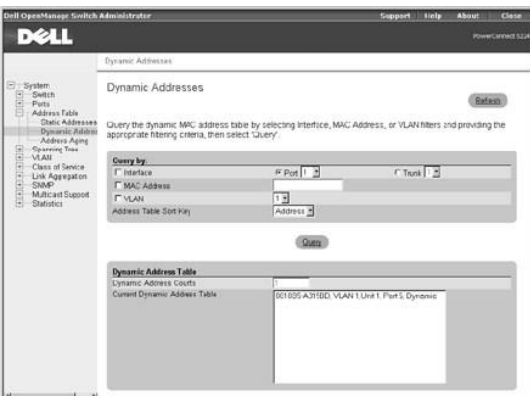 Dell OpenManage Switch Administrator
Support Help About Close
DELL
PowerConnect 5224
Dynamic Addresses
System
Switch
Ports
Address Table
Static Addresses
Dynamic Addres
Address Aging
Spanning Tree
VLAN
Class of Service
Link Aggregation
SNMP
Multicast Support
Statistics
Dynamic Addresses
Refresh
Query the dynamic MAC address table by selecting Interface, MAC Address, or VLAN filters and providing the
appropriate filtering criteria, then select 'Query'.
Query by:
Interface Port 1 Trunk 1
MAC Address
VLAN 1
Address Table Sort Key Address
Query
Dynamic Address Table
Dynamic Address Counts 1
Current Dynamic Address Table
VLAN 1, Unit 1, Port 5, Dynamic